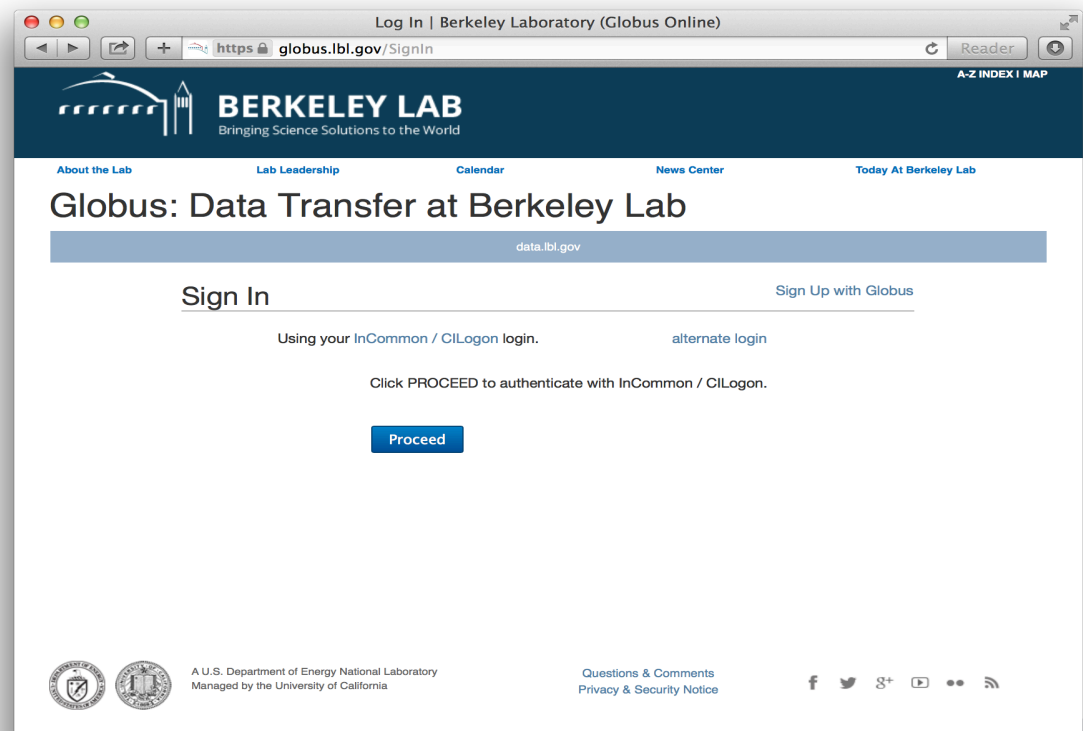 Log In | Berkeley Laboratory (Globus Online)
https globus.lbl.gov/SignIn
Reader
A-Z INDEX | MAP
BERKELEY LAB
Bringing Science Solutions to the World
About the Lab Lab Leadership Calendar News Center Today At Berkeley Lab
Globus: Data Transfer at Berkeley Lab
data.lbl.gov
Sign In
Sign Up with Globus
Using your InCommon / CILogon login. alternate login
Click PROCEED to authenticate with InCommon / CILogon.
Proceed
A U.S. Department of Energy National Laboratory
Managed by the University of California
Questions & Comments
Privacy & Security Notice